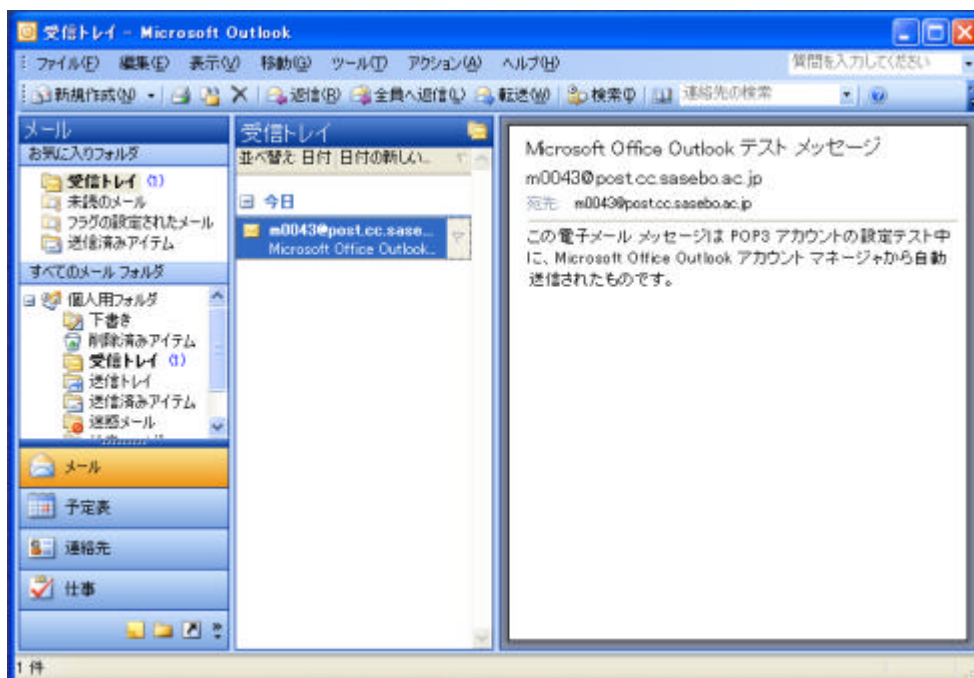 受信トレイ - Microsoft Outlook
ファイル(F) 編集(E) 表示(V) 移動(G) ツール(T) アクション(A) ヘルプ(H) 質問を入力してください
新規作成(N) 返信(R) 全員へ返信(L) 転送(W) 検索(I) 連絡先の検索
メール
お気に入りフォルダ
受信トレイ (1)
未読のメール
フラグの設定されたメール
送信済みアイテム
すべてのメール フォルダ
個人用フォルダ
下書き
削除済みアイテム
受信トレイ (1)
送信トレイ
送信済みアイテム
迷惑メール
メール
予定表
連絡先
仕事
受信トレイ
並べ替え: 日付 日付の新しい...
今日
m0043@post.cc.sase...
Microsoft Office Outlook...
Microsoft Office Outlook テスト メッセージ
m0043@post.cc.sasebo.ac.jp
宛先: m0043@post.cc.sasebo.ac.jp
この電子メール メッセージは POP3 アカウントの設定テスト中
に、Microsoft Office Outlook アカウント マネージャから自動
送信されたものです。
1 件